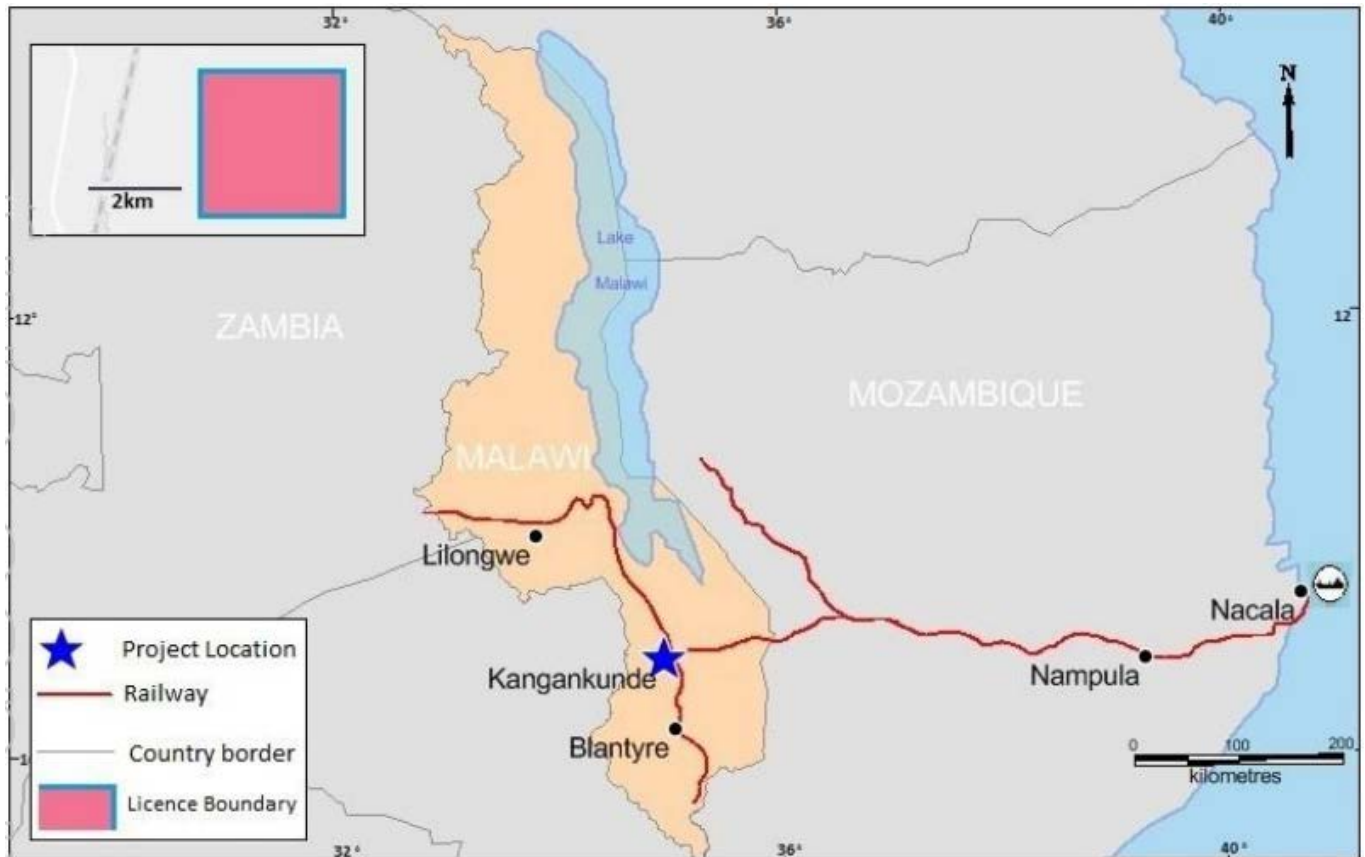 32°
36°
40°
N
2km
Lake
Malawi
ZAMBIA
12°
12
MOZAMBIQUE
MALAWI
Lilongwe
Nacala
Kangankunde
Nampula
Blantyre
Project Location
Railway
Country border
Licence Boundary
0 100 200
kilometres
32°
36°
40°